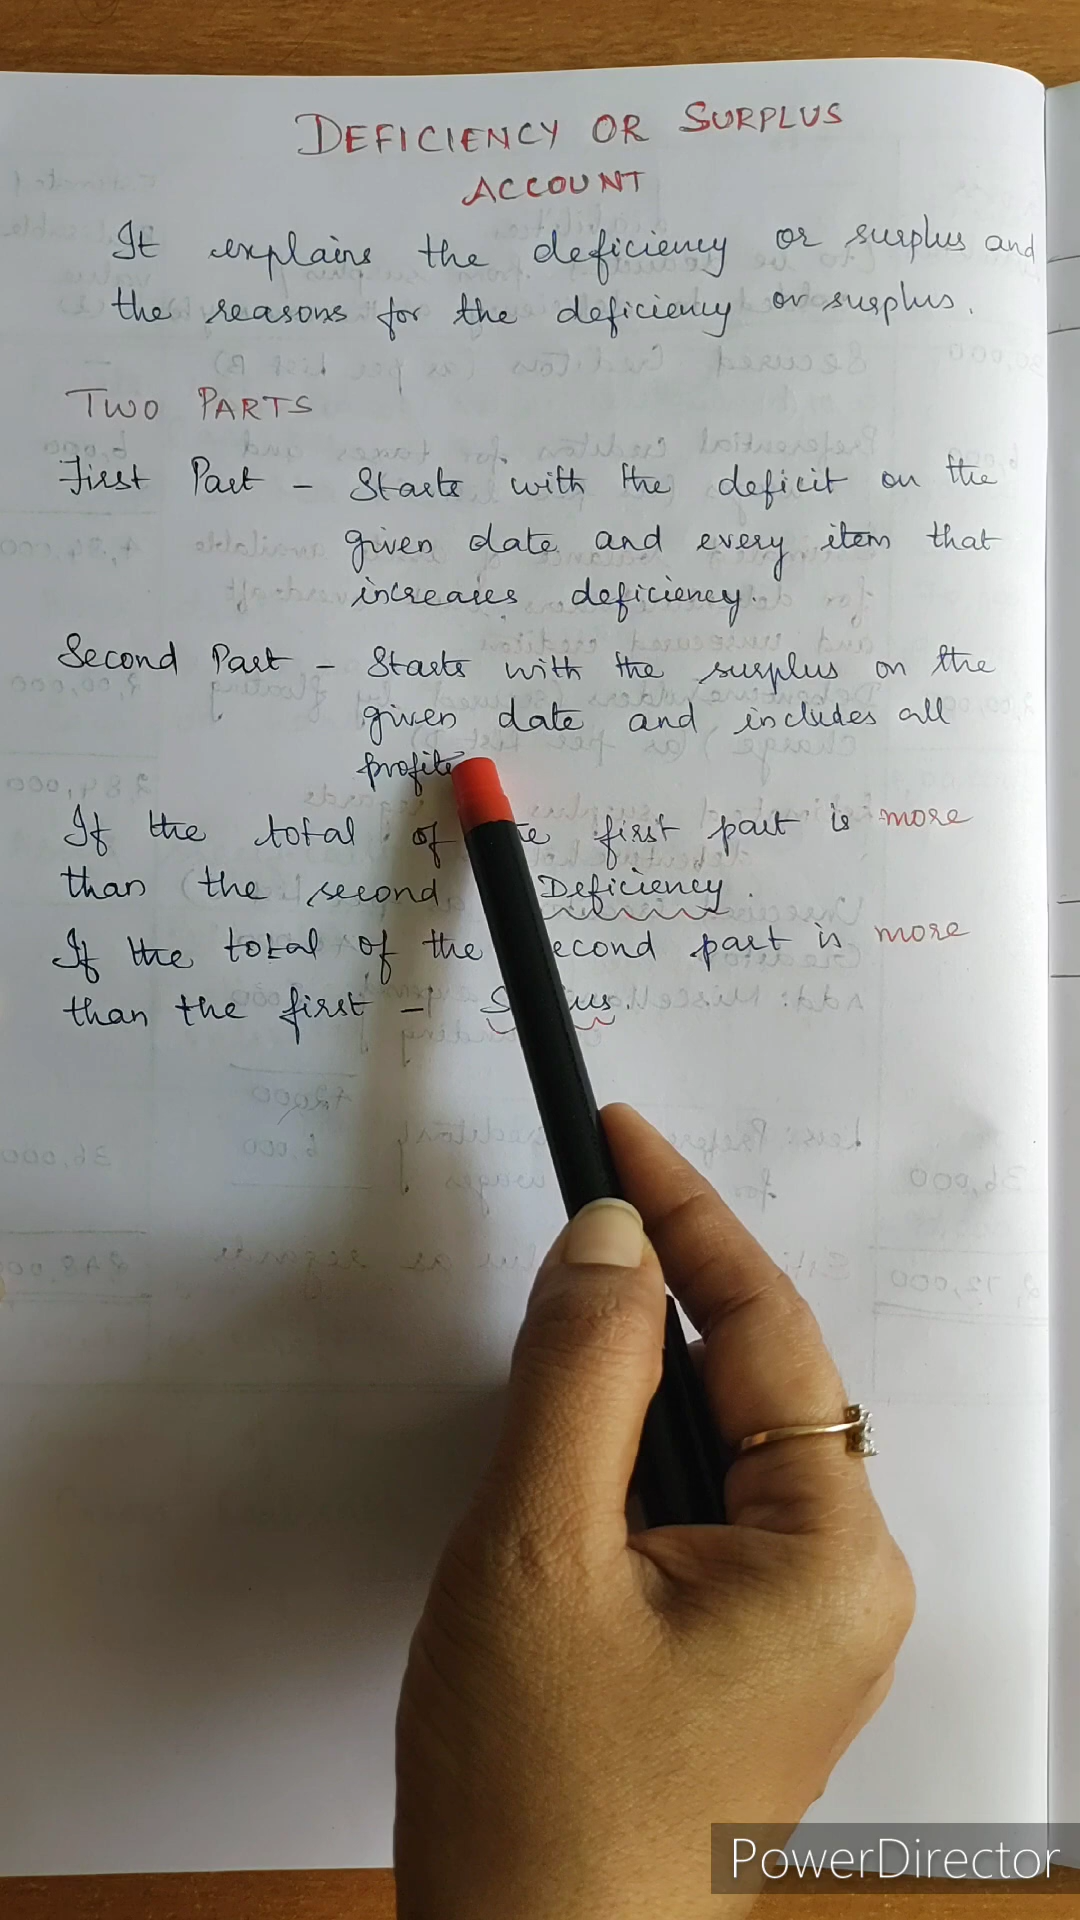 DEFICIENCY OR SURPLUS
ACCOUNT
It explains the deficiency or surplus and
the reasons for the deficiency or surplus.
TWO PARTS
First Part - Starts with the deficit on the
given date and every item that
increases deficiency.
Second Part - Starts with the surplus on the
given date and includes all
profits
If the total of first part is more
than the second Deficiency.
If the total of the second part is more
than the first - Surplus.
PowerDirector